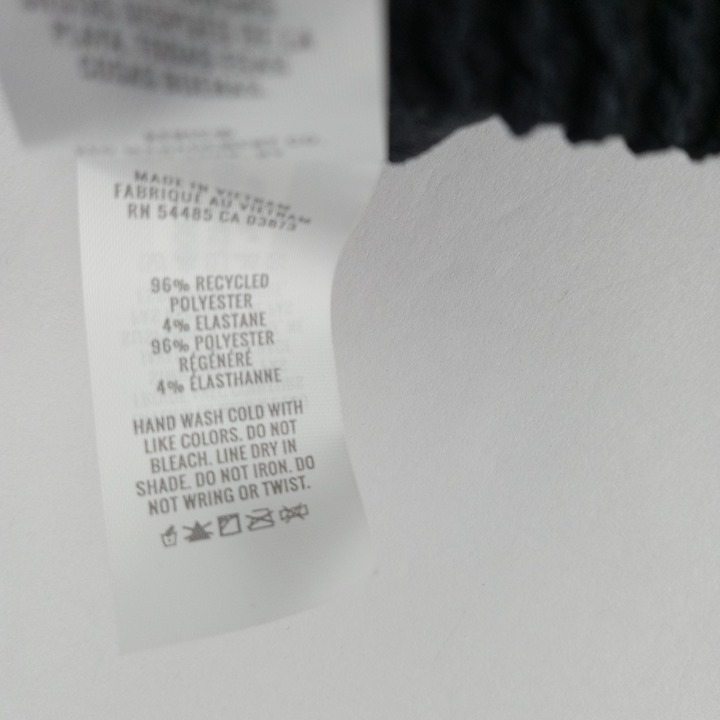 PLAYA
MADE IN VIETNAM
FABRIQUÉ AU VIETNAM
RN 54485 CA 03873
96% RECYCLED
POLYESTER
4% ELASTANE
96% POLYESTER
RÉGÉNÉRÉ
4% ÉLASTHANNE
HAND WASH COLD WITH
LIKE COLORS. DO NOT
BLEACH. LINE DRY IN
SHADE. DO NOT IRON. DO
NOT WRING OR TWIST.